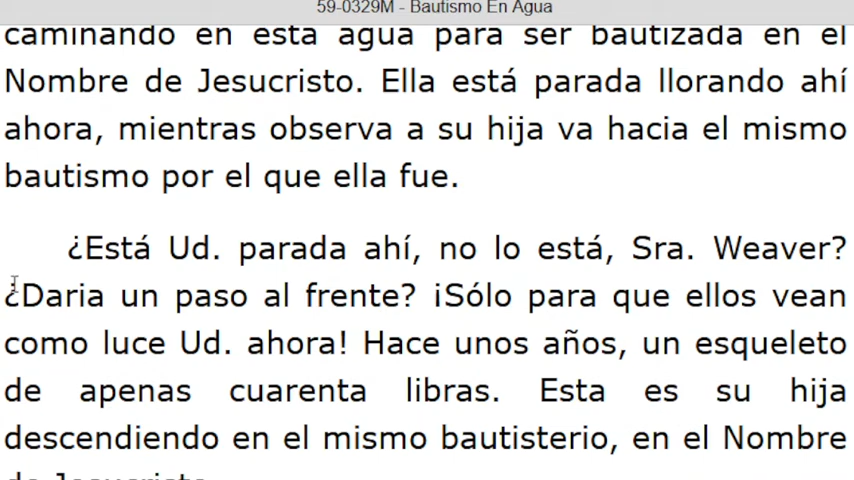 59-0329M - Bautismo En Agua
caminando en esta agua para ser bautizada en el
Nombre de Jesucristo. Ella está parada llorando ahí
ahora, mientras observa a su hija va hacia el mismo
bautismo por el que ella fue.
¿Está Ud. parada ahí, no lo está, Sra. Weaver?
¿Daria un paso al frente? ¡Sólo para que ellos vean
como luce Ud. ahora! Hace unos años, un esqueleto
de apenas cuarenta libras. Esta es su hija
descendiendo en el mismo bautisterio, en el Nombre
de Jesucristo